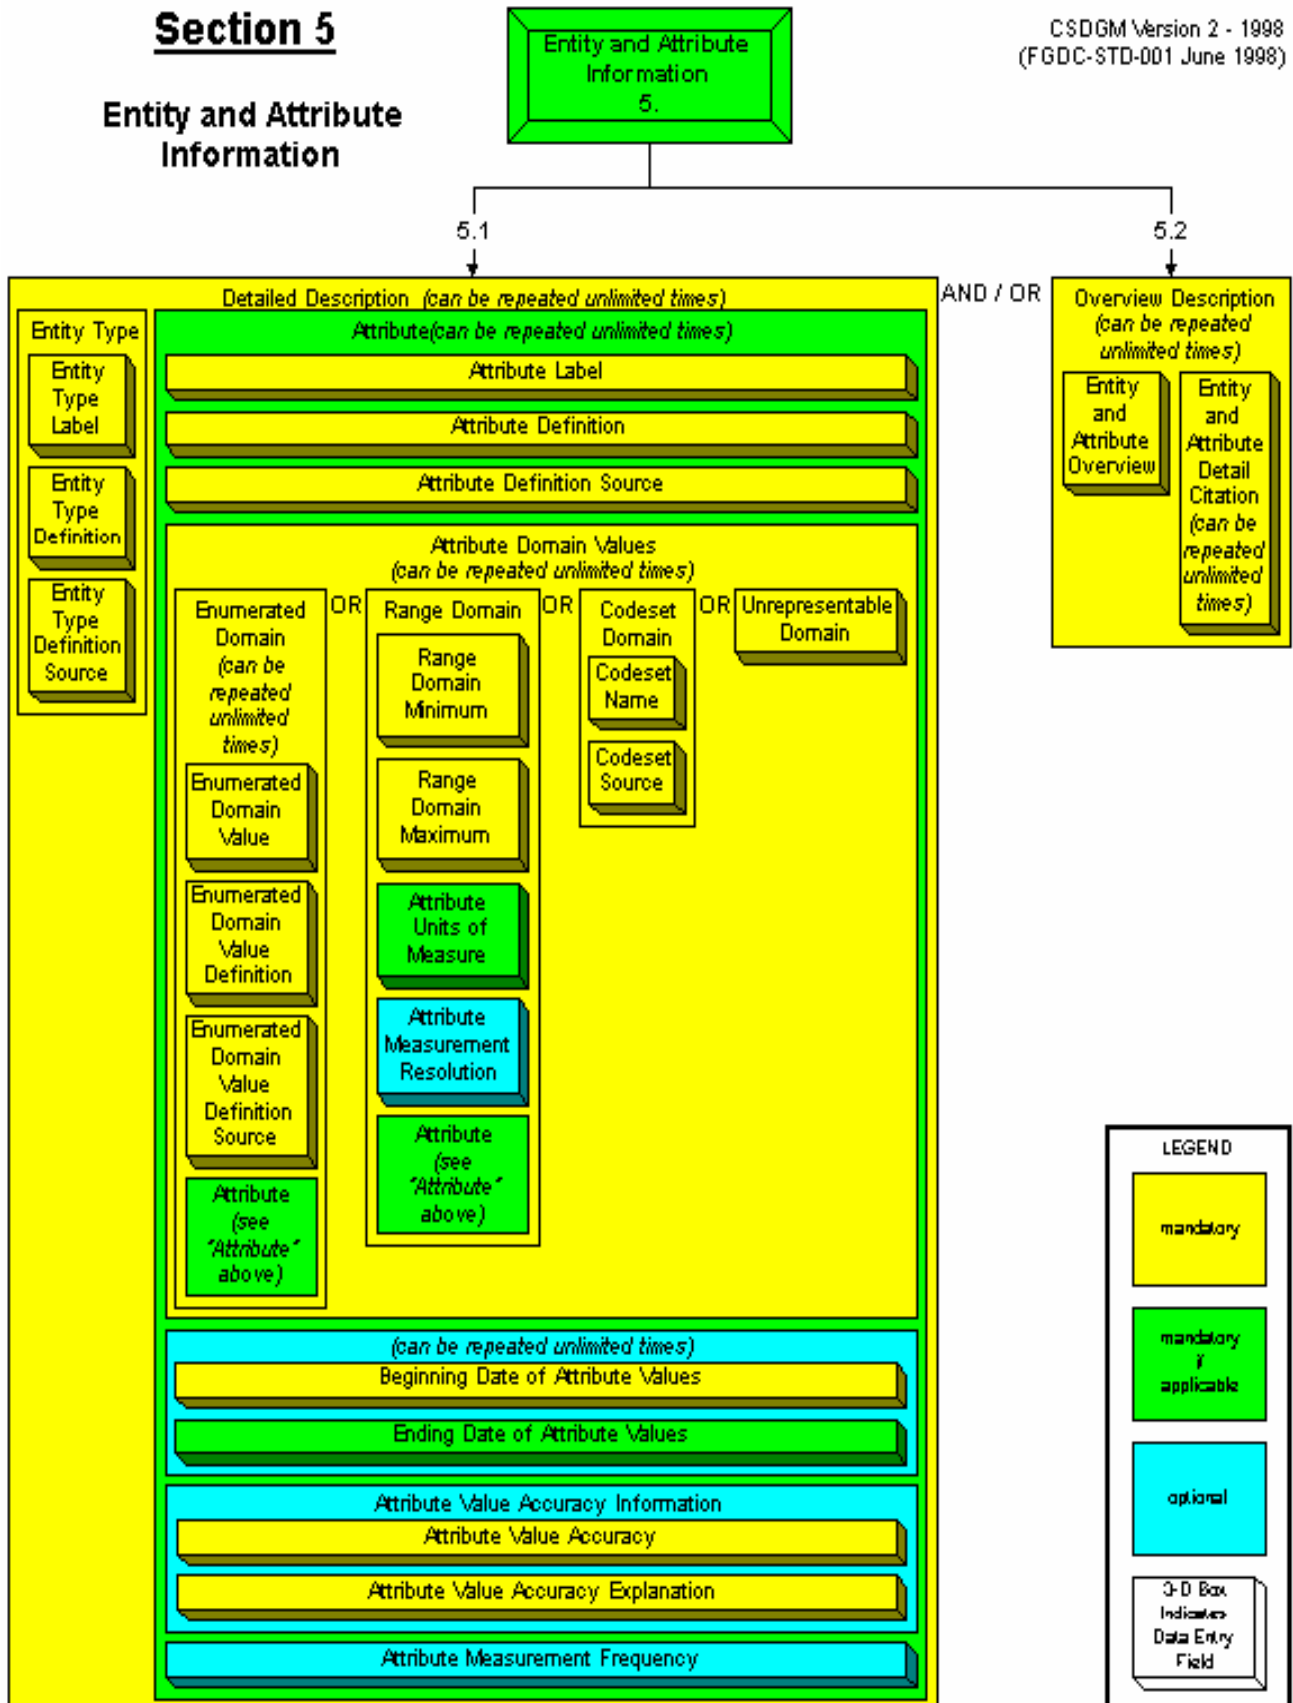 Section 5
Entity and Attribute
Information
Entity and Attribute
Information
5.
CSDGM Version 2 - 1998
(FGDC-STD-001 June 1998)
5.1
5.2
Detailed Description (can be repeated unlimited times)
AND / OR
Entity Type
Entity
Type
Label
Entity
Type
Definition
Entity
Type
Definition
Source
Attribute(can be repeated unlimited times)
Attribute Label
Attribute Definition
Attribute Definition Source
Attribute Domain Values
(can be repeated unlimited times)
Enumerated
Domain
(can be
repeated
unlimited
times)
Enumerated
Domain
Value
Enumerated
Domain
Value
Definition
Enumerated
Domain
Value
Definition
Source
Attribute
(see
"Attribute"
above)
OR
Range Domain
Range
Domain
Minimum
Range
Domain
Maximum
Attribute
Units of
Measure
Attribute
Measurement
Resolution
Attribute
(see
"Attribute"
above)
OR
Codeset
Domain
Codeset
Name
Codeset
Source
OR
Unrepresentable
Domain
(can be repeated unlimited times)
Beginning Date of Attribute Values
Ending Date of Attribute Values
Attribute Value Accuracy Information
Attribute Value Accuracy
Attribute Value Accuracy Explanation
Attribute Measurement Frequency
Overview Description
(can be repeated
unlimited times)
Entity
and
Attribute
Overview
Entity
and
Attribute
Detail
Citation
(can be
repeated
unlimited
times)
LEGEND
mandatory
mandatory
if
applicable
optional
3-D Box
Indicates
Data Entry
Field